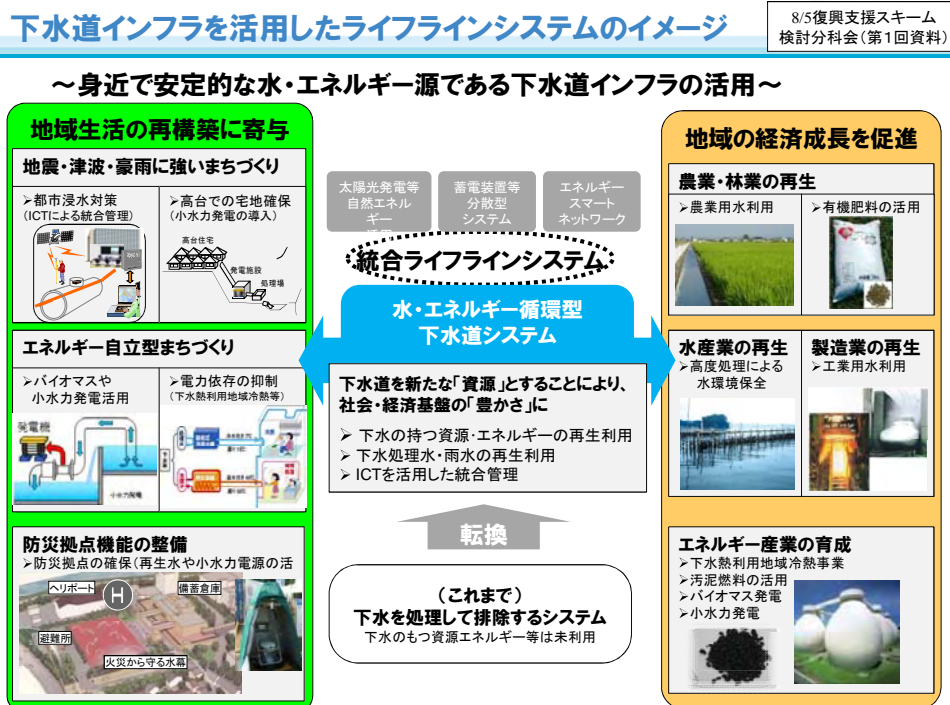 下水道インフラを活用したライフラインシステムのイメージ
8/5復興支援スキーム
検討分科会(第1回資料)
～身近で安定的な水・エネルギー源である下水道インフラの活用～
地域生活の再構築に寄与
地震・津波・豪雨に強いまちづくり
➢都市浸水対策
(ICTによる統合管理)
➢高台での宅地確保
(小水力発電の導入)
高台住宅
発電施設
処理場
エネルギー自立型まちづくり
➢バイオマスや
小水力発電活用
発電機
小水力発電
➢電力依存の抑制
(下水熱利用地域冷熱等)
防災拠点機能の整備
➢防災拠点の確保(再生水や小水力電源の活
ヘリポート
H
備蓄倉庫
避難所
火災から守る水幕
太陽光発電等
自然エネル
ギー
活用
蓄電装置等
分散型
システム
エネルギー
スマート
ネットワーク
統合ライフラインシステム
水・エネルギー循環型
下水道システム
下水道を新たな「資源」とすることにより、
社会・経済基盤の「豊かさ」に
➢ 下水の持つ資源・エネルギーの再生利用
➢ 下水処理水・雨水の再生利用
➢ ICTを活用した統合管理
転換
(これまで)
下水を処理して排除するシステム
下水のもつ資源エネルギー等は未利用
地域の経済成長を促進
農業・林業の再生
➢農業用水利用
➢有機肥料の活用
水産業の再生
➢高度処理による
水環境保全
製造業の再生
➢工業用水利用
エネルギー産業の育成
➢下水熱利用地域冷熱事業
➢汚泥燃料の活用
➢バイオマス発電
➢小水力発電